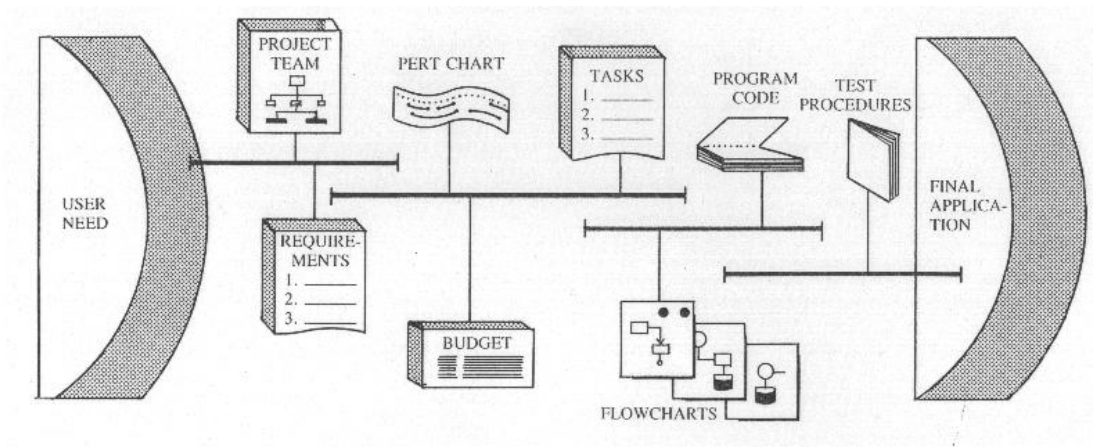 USER
NEED
PROJECT
TEAM
REQUIRE-
MENTS
1.
2.
3.
PERT CHART
BUDGET
TASKS
1.
2.
3.
PROGRAM
CODE
FLOWCHARTS
TEST
PROCEDURES
FINAL
APPLICA-
TION